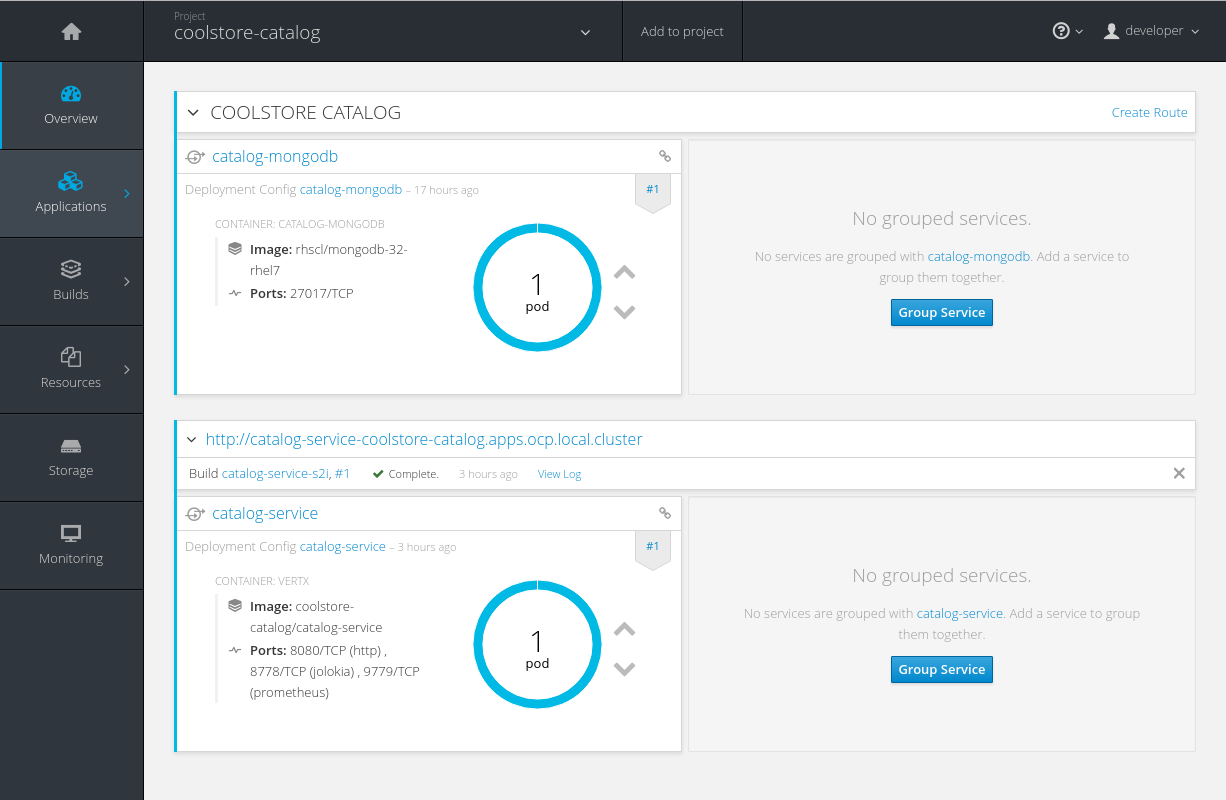 Project
coolstore-catalog
Add to project
developer
Overview
Applications
Builds
Resources
Storage
Monitoring
COOLSTORE CATALOG
Create Route
catalog-mongodb
Deployment Config catalog-mongodb – 17 hours ago
#1
CONTAINER: CATALOG-MONGODB
Image: rhscl/mongodb-32-
rhel7
Ports: 27017/TCP
1
pod
No grouped services.
No services are grouped with catalog-mongodb. Add a service to
group them together.
Group Service
http://catalog-service-coolstore-catalog.apps.ocp.local.cluster
Build catalog-service-s2i, #1 Complete. 3 hours ago View Log
catalog-service
Deployment Config catalog-service – 3 hours ago
#1
CONTAINER: VERTX
Image: coolstore-
catalog/catalog-service
Ports: 8080/TCP (http) ,
8778/TCP (jolokia) , 9779/TCP
(prometheus)
1
pod
No grouped services.
No services are grouped with catalog-service. Add a service to group
them together.
Group Service